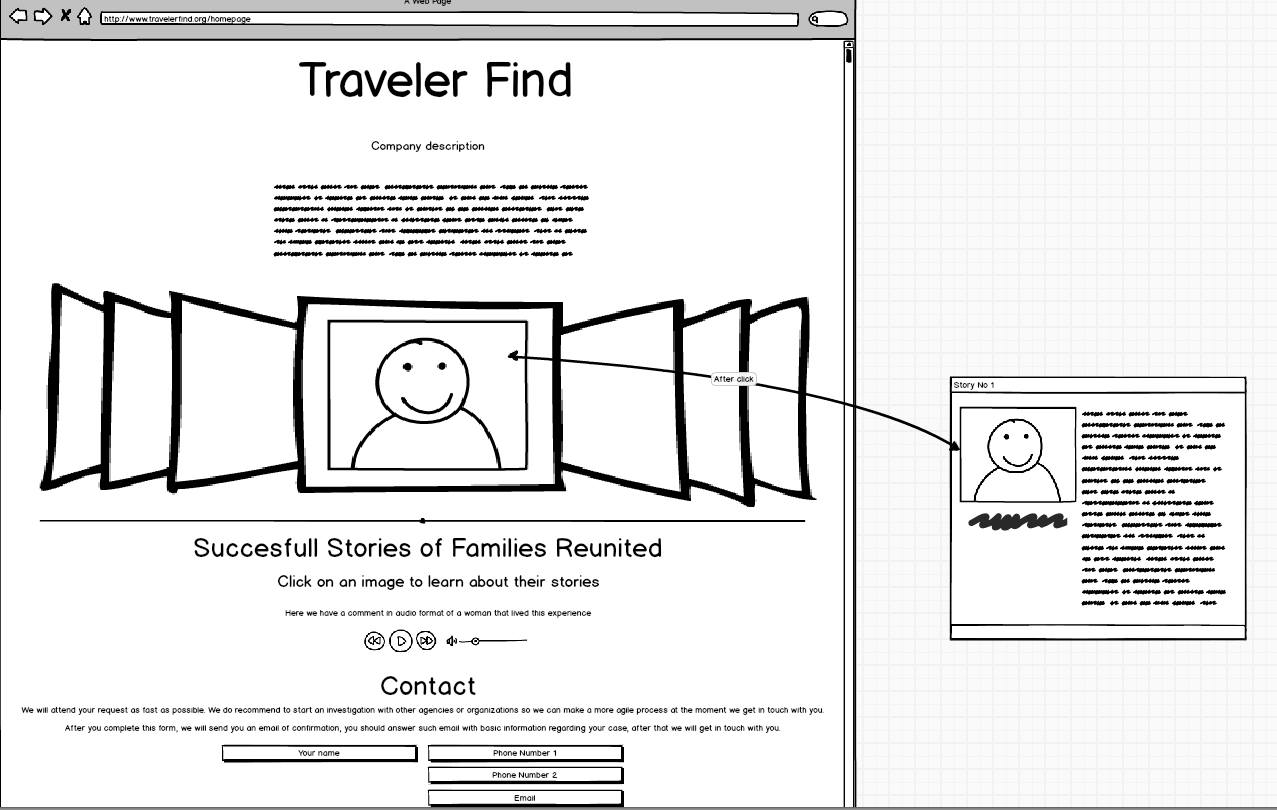 A Web Page
http://www.travelerfind.org/homepage
Traveler Find
Company description
After click
Story No 1
Succesfull Stories of Families Reunited
Click on an image to learn about their stories
Here we have a comment in audio format of a woman that lived this experience
Contact
We will attend your request as fast as possible. We do recommend to start an investigation with other agencies or organizations so we can make a more agile process at the moment we get in touch with you.
After you complete this form, we will send you an email of confirmation, you should answer such email with basic information regarding your case, after that we will get in touch with you.
Your name
Phone Number 1
Phone Number 2
Email